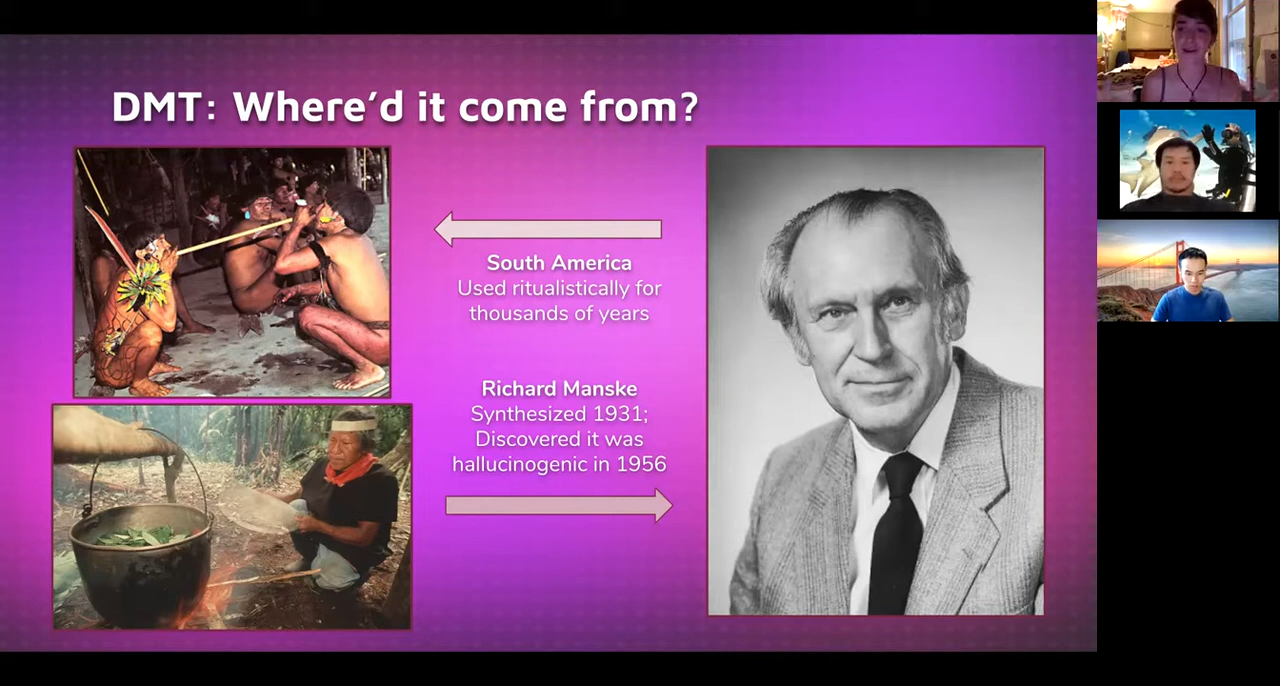 DMT: Where’d it come from?
South America
Used ritualistically for
thousands of years
Richard Manske
Synthesized 1931;
Discovered it was
hallucinogenic in 1956